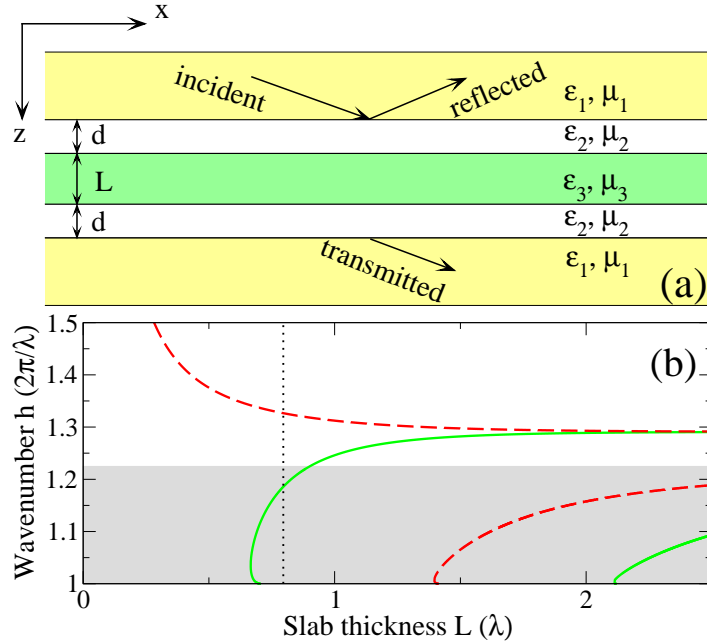 x
z
incident
reflected
ε₁, μ₁
d
ε₂, μ₂
L
ε₃, μ₃
d
ε₂, μ₂
transmitted
ε₁, μ₁
(a)
(b)
1.5
1.4
1.3
1.2
1.1
1
Wavenumber h (2π/λ)
0
1
2
Slab thickness L (λ)